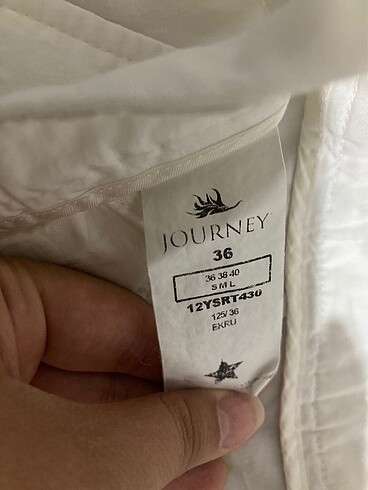 JOURNEY
36
36 38 40
S M L
12YSRT430
125/36
EKRU